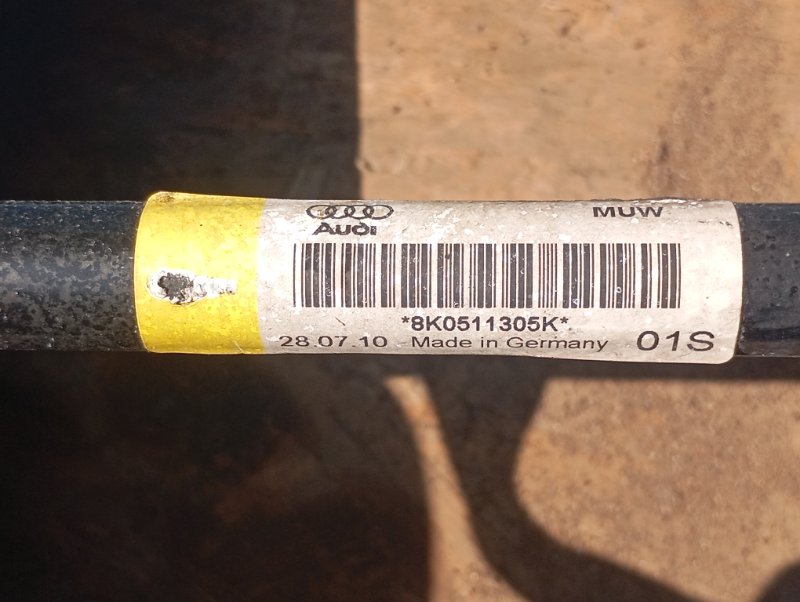 MUW
Audi
*8K0511305K*
28.07.10 Made in Germany 01S